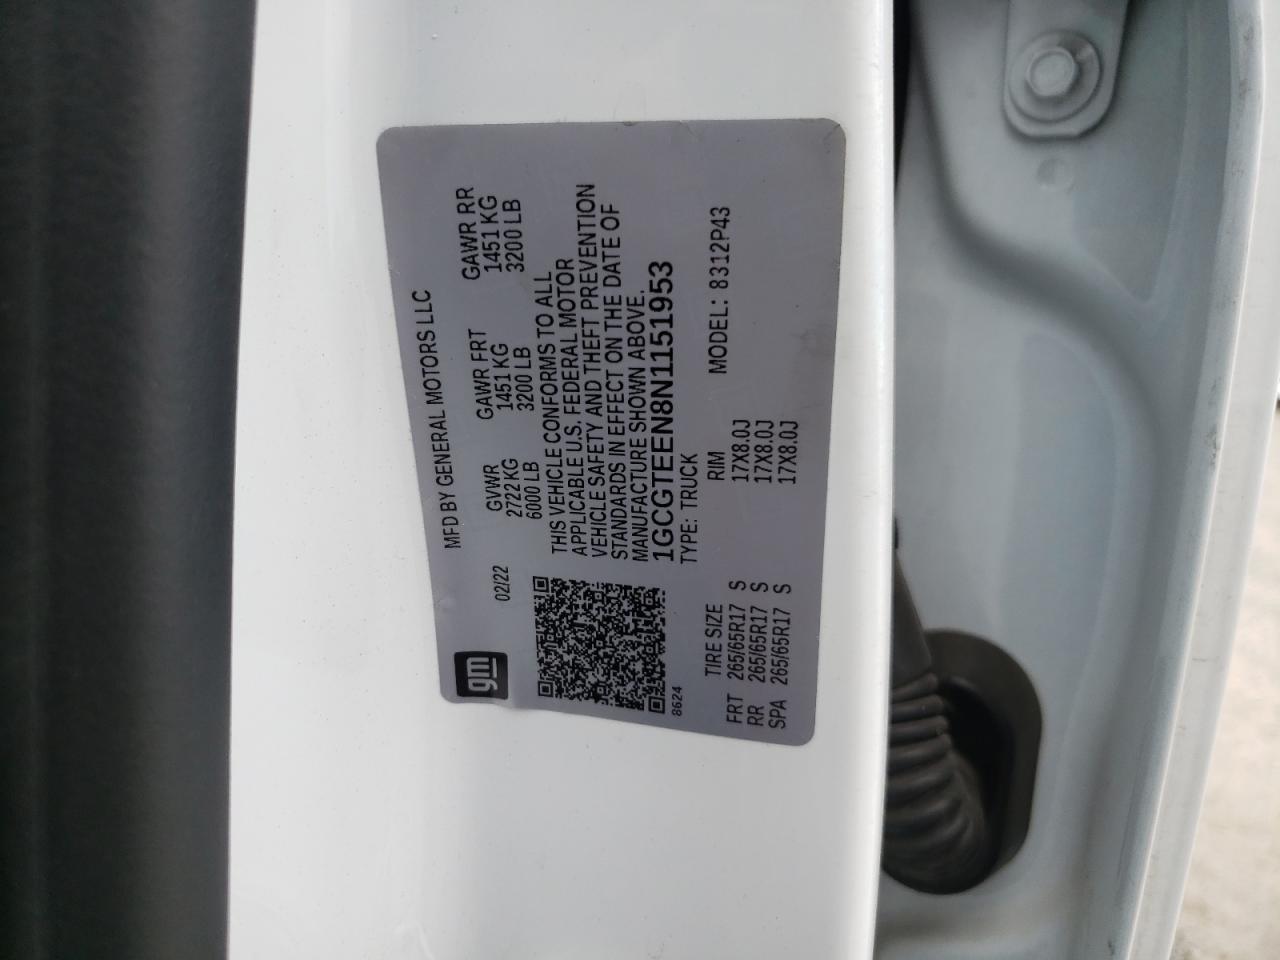 MFD BY GENERAL MOTORS LLC
gm
02/22
GVWR GAWR FRT GAWR RR
2722 KG 1451 KG 1451 KG
6000 LB 3200 LB 3200 LB
THIS VEHICLE CONFORMS TO ALL
APPLICABLE U.S. FEDERAL MOTOR
VEHICLE SAFETY AND THEFT PREVENTION
STANDARDS IN EFFECT ON THE DATE OF
MANUFACTURE SHOWN ABOVE.
1GCGTEEN8N1151953
8624
TYPE: TRUCK MODEL: 8312P43
TIRE SIZE RIM
FRT 265/65R17 S 17X8.0J
RR 265/65R17 S 17X8.0J
SPA 265/65R17 S 17X8.0J